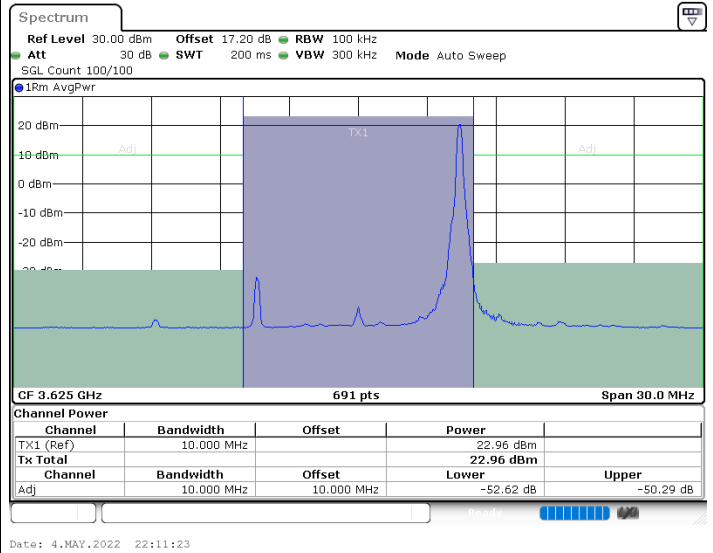 Spectrum
Ref Level 30.00 dBm Offset 17.20 dB RBW 100 kHz
Att 30 dB SWT 200 ms VBW 300 kHz Mode Auto Sweep
SGL Count 100/100
1Rm AvgPwr
20 dBm
TX1
Adj Adj
10 dBm
0 dBm
-10 dBm
-20 dBm
-30 dBm
CF 3.625 GHz 691 pts Span 30.0 MHz
Channel Power
Channel Bandwidth Offset Power
TX1 (Ref) 10.000 MHz 22.96 dBm
Tx Total 22.96 dBm
Channel Bandwidth Offset Lower Upper
Adj 10.000 MHz 10.000 MHz -52.62 dB -50.29 dB
Ready
Date: 4.MAY.2022 22:11:23